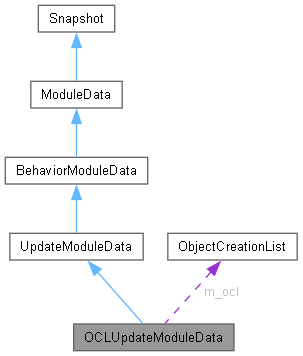 Snapshot
ModuleData
BehaviorModuleData
UpdateModuleData
ObjectCreationList
m_ocl
OCLUpdateModuleData